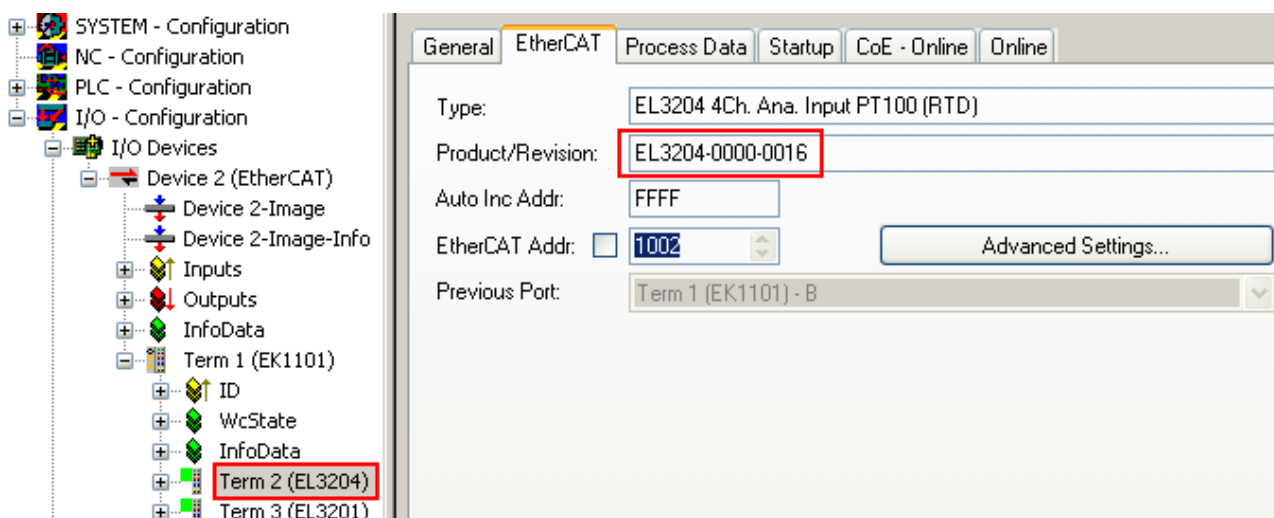 SYSTEM - Configuration
NC - Configuration
PLC - Configuration
I/O - Configuration
I/O Devices
Device 2 (EtherCAT)
Device 2-Image
Device 2-Image-Info
Inputs
Outputs
InfoData
Term 1 (EK1101)
ID
WcState
InfoData
Term 2 (EL3204)
Term 3 (EL3201)
General EtherCAT Process Data Startup CoE - Online Online
Type: EL3204 4Ch. Ana. Input PT100 (RTD)
Product/Revision: EL3204-0000-0016
Auto Inc Addr: FFFF
EtherCAT Addr: 1002 Advanced Settings...
Previous Port: Term 1 (EK1101) - B